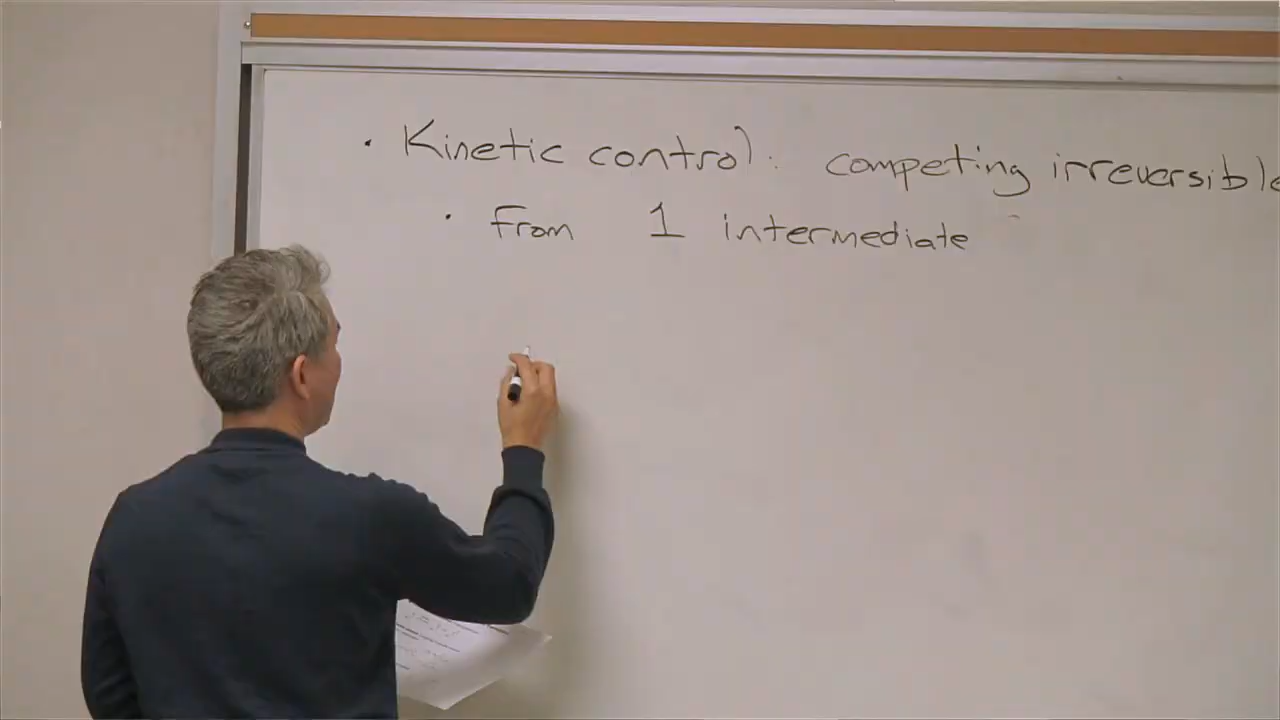 • Kinetic control: competing irreversible
• From 1 intermediate